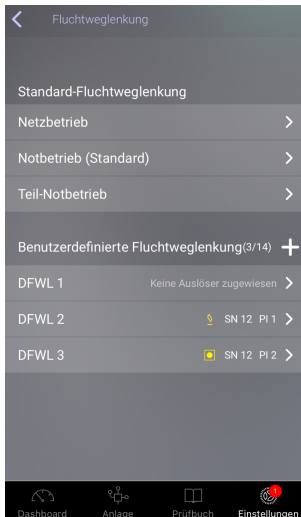 Fluchtweglenkung
Standard-Fluchtweglenkung
Netzbetrieb
Notbetrieb (Standard)
Teil-Notbetrieb
Benutzerdefinierte Fluchtweglenkung(3/14)
DFWL 1 Keine Auslöser zugewiesen
DFWL 2 SN 12 PI 1
DFWL 3 SN 12 PI 2
1
Dashboard Anlage Prüfbuch Einstellungen